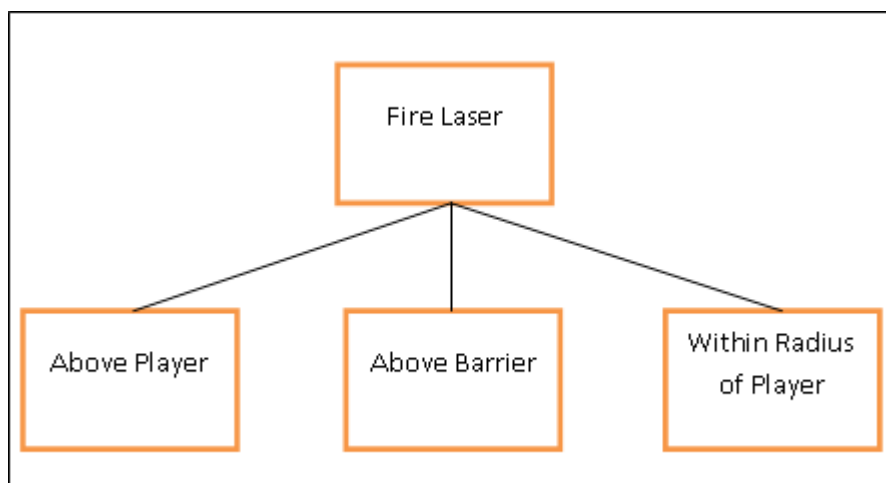 Fire Laser
Above Player
Above Barrier
Within Radius
of Player